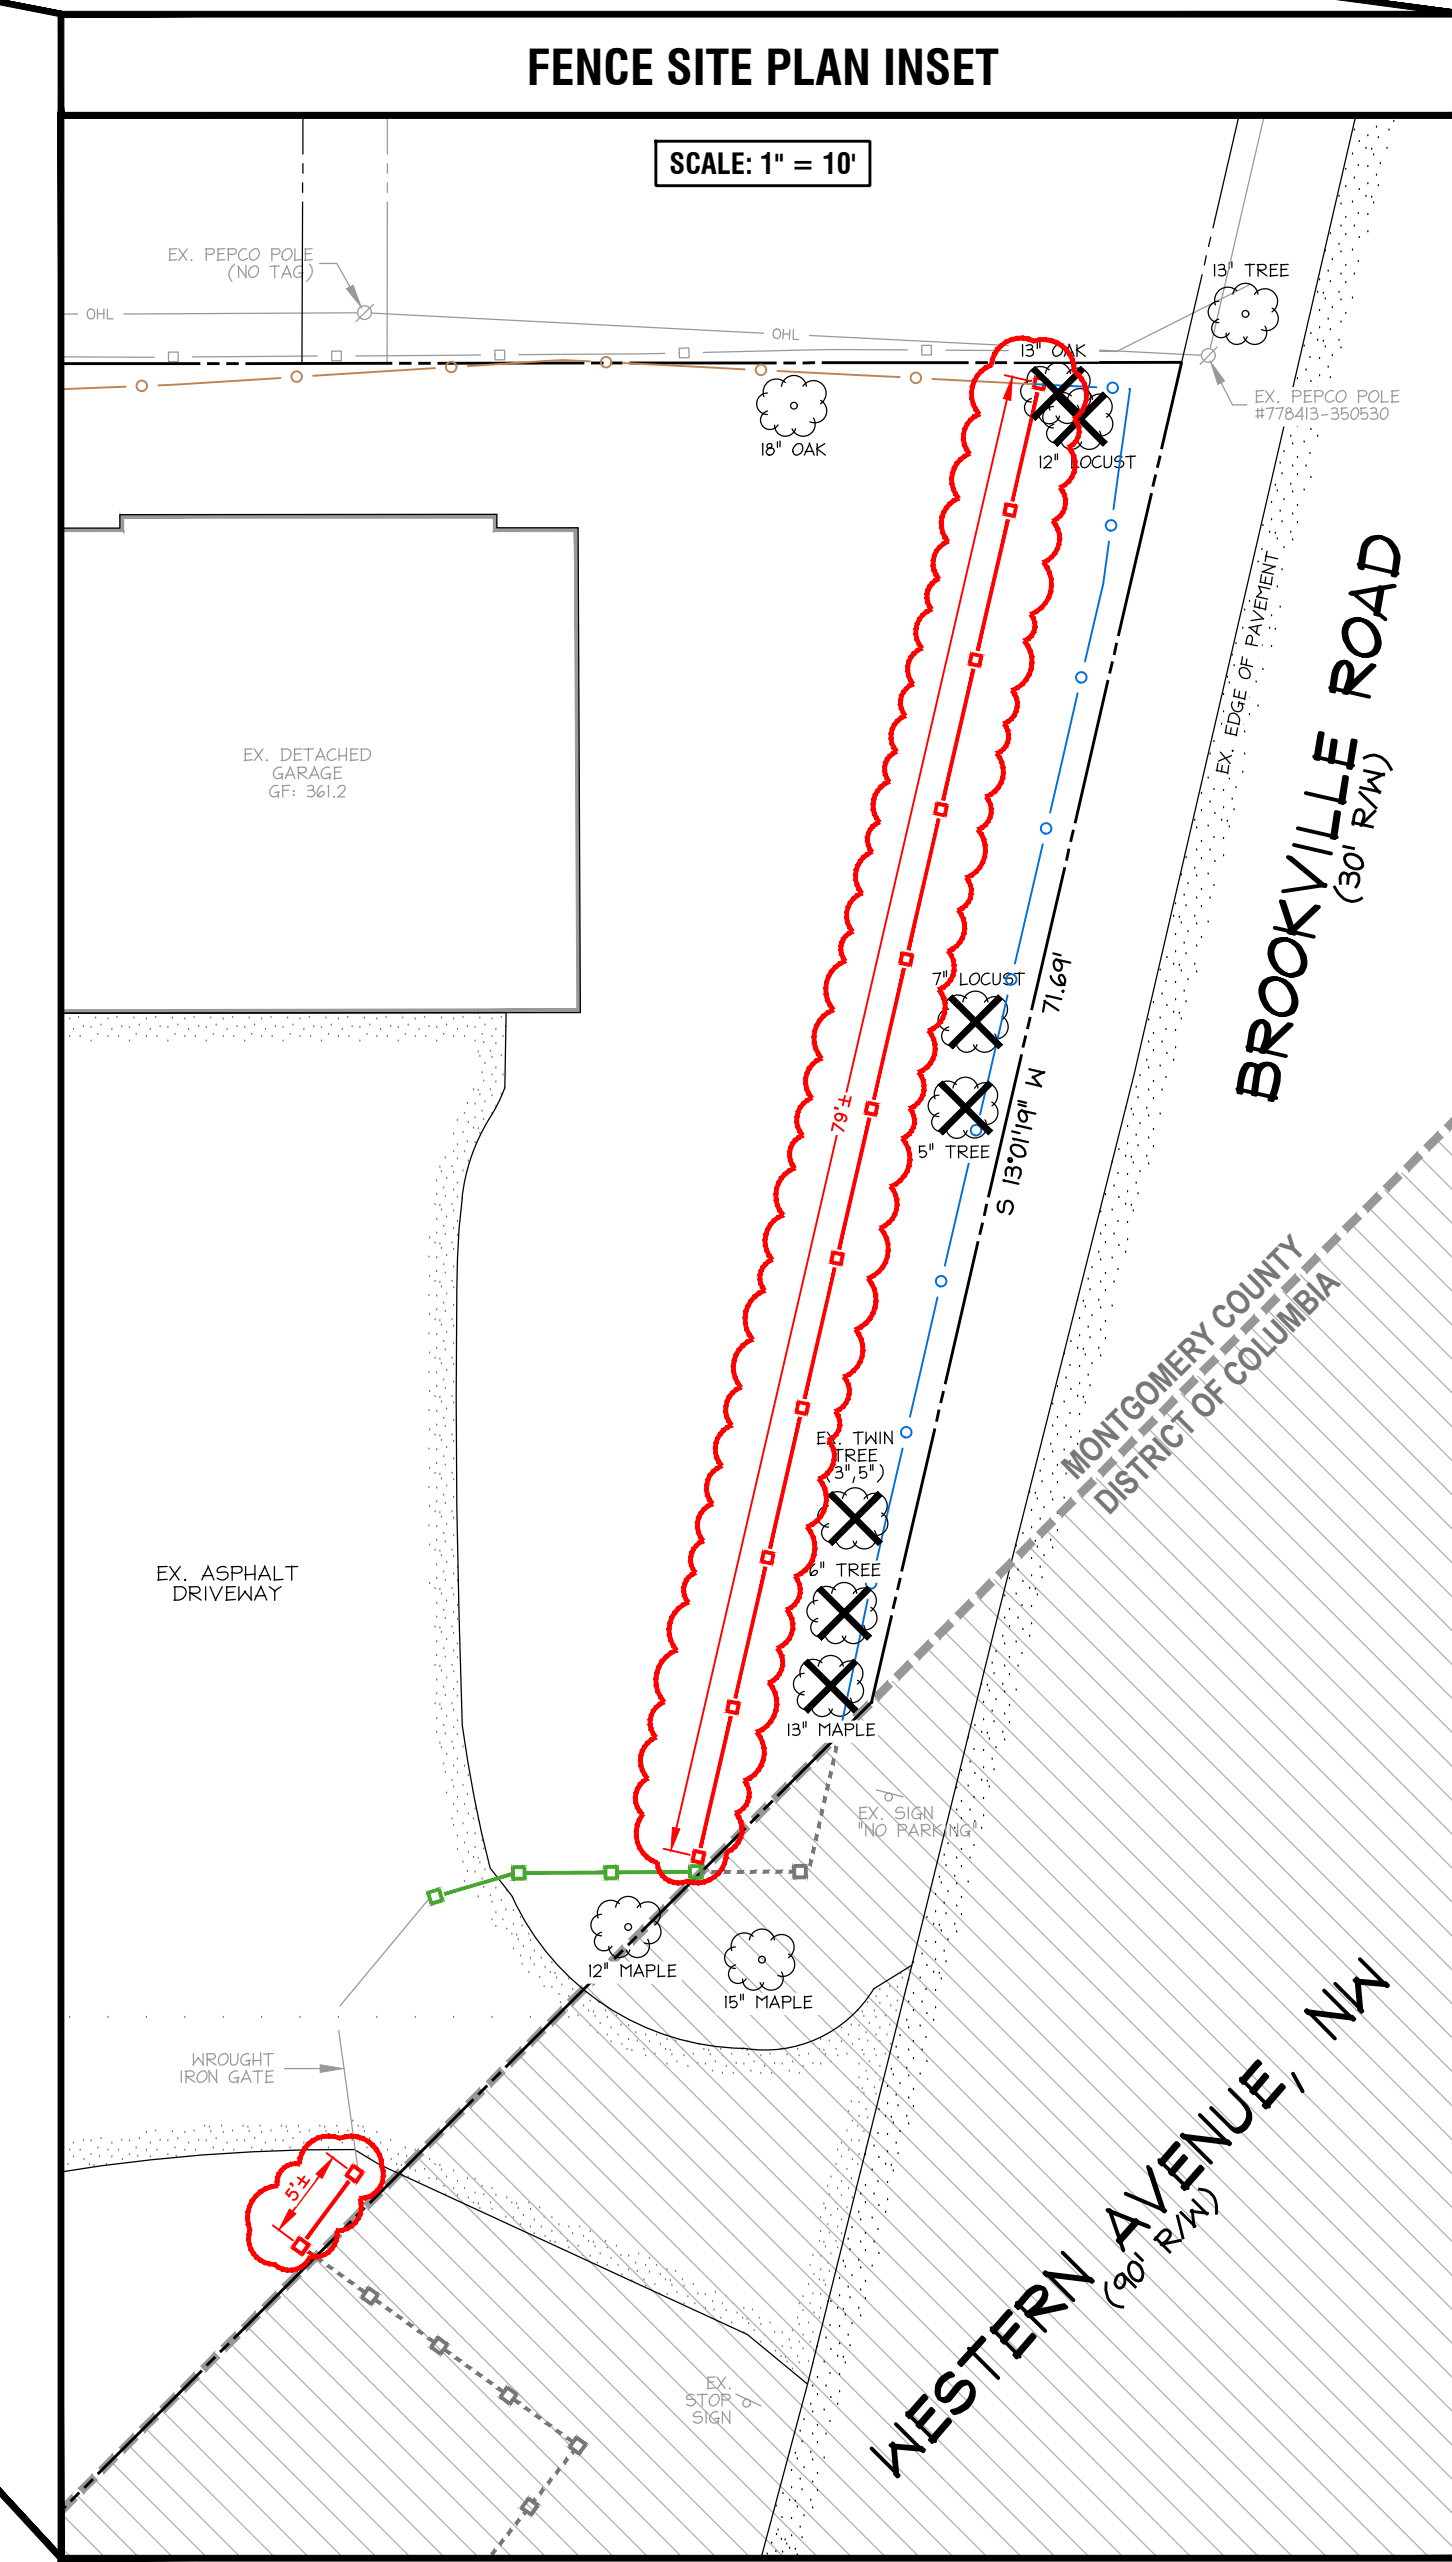 FENCE SITE PLAN INSET
SCALE: 1" = 10'
EX. PEPCO POLE
(NO TAG)
OHL
OHL
13" TREE
13" OAK
EX. PEPCO POLE
#778413-350530
18" OAK
12" LOCUST
EX. EDGE OF PAVEMENT
BROOKVILLE ROAD
(30' R/W)
EX. DETACHED
GARAGE
GF: 361.2
7" LOCUST
71.69'
S 13°01'19" W
79'±
5" TREE
MONTGOMERY COUNTY
DISTRICT OF COLUMBIA
EX. TWIN
TREE
(3",5")
EX. ASPHALT
DRIVEWAY
6" TREE
13" MAPLE
EX. SIGN
"NO PARKING"
12" MAPLE
15" MAPLE
WROUGHT
IRON GATE
5'±
WESTERN AVENUE, NW
(90' R/W)
EX.
STOP
SIGN